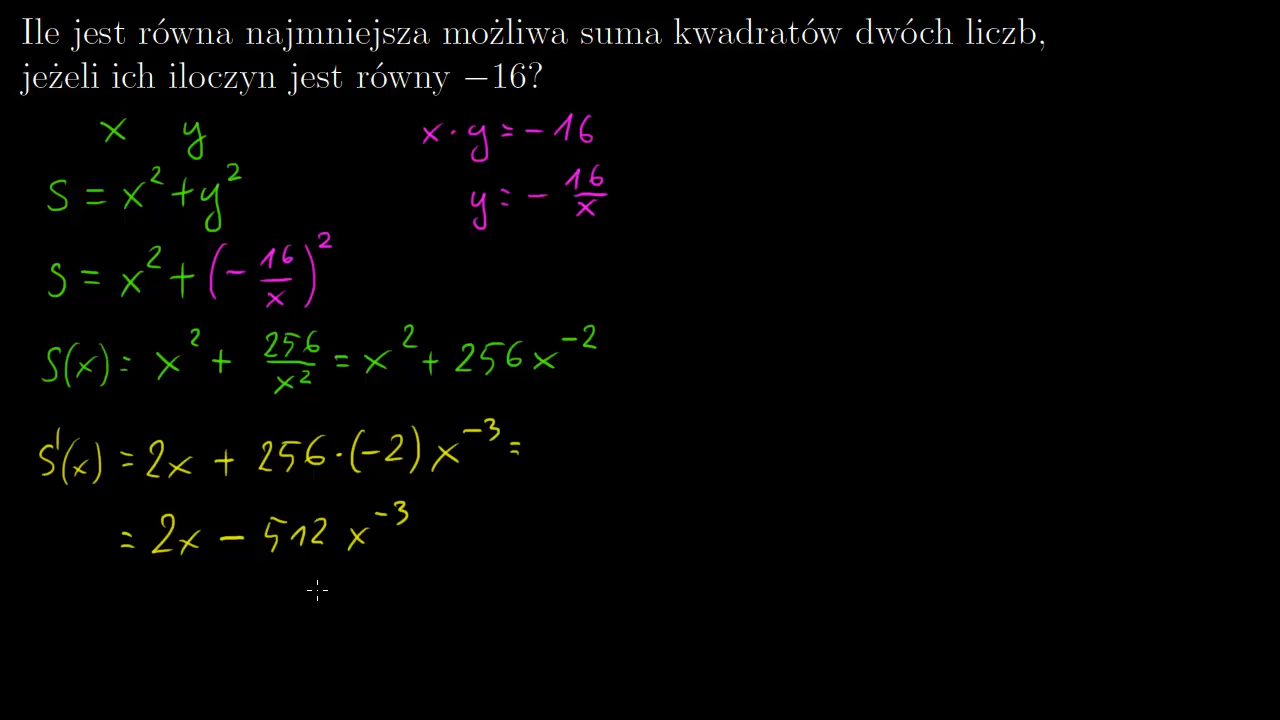 Ile jest równa najmniejsza możliwa suma kwadratów dwóch liczb,
jeżeli ich iloczyn jest równy −16?
x y
x · y = − 16
S = x² + y²
y = − 16/x
S = x² + (− 16/x)²
S(x) = x² + 256/x² = x² + 256x⁻²
S'(x) = 2x + 256 · (−2) x⁻³ =
= 2x − 512 x⁻³